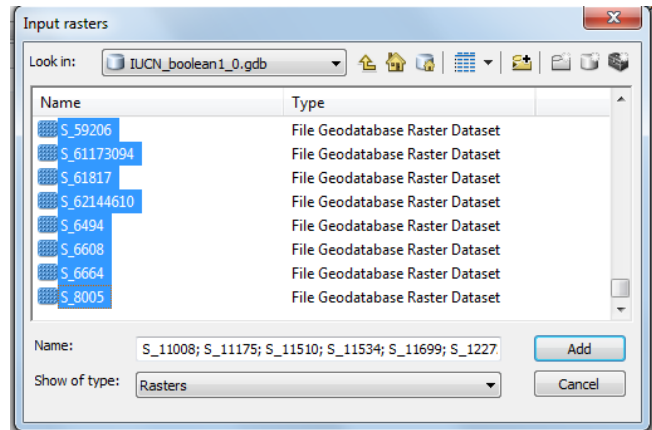 Input rasters
Look in: IUCN_boolean1_0.gdb
Name Type
S_59206 File Geodatabase Raster Dataset
S_61173094 File Geodatabase Raster Dataset
S_61817 File Geodatabase Raster Dataset
S_62144610 File Geodatabase Raster Dataset
S_6494 File Geodatabase Raster Dataset
S_6608 File Geodatabase Raster Dataset
S_6664 File Geodatabase Raster Dataset
S_8005 File Geodatabase Raster Dataset
Name: S_11008; S_11175; S_11510; S_11534; S_11699; S_1227 Add
Show of type: Rasters Cancel